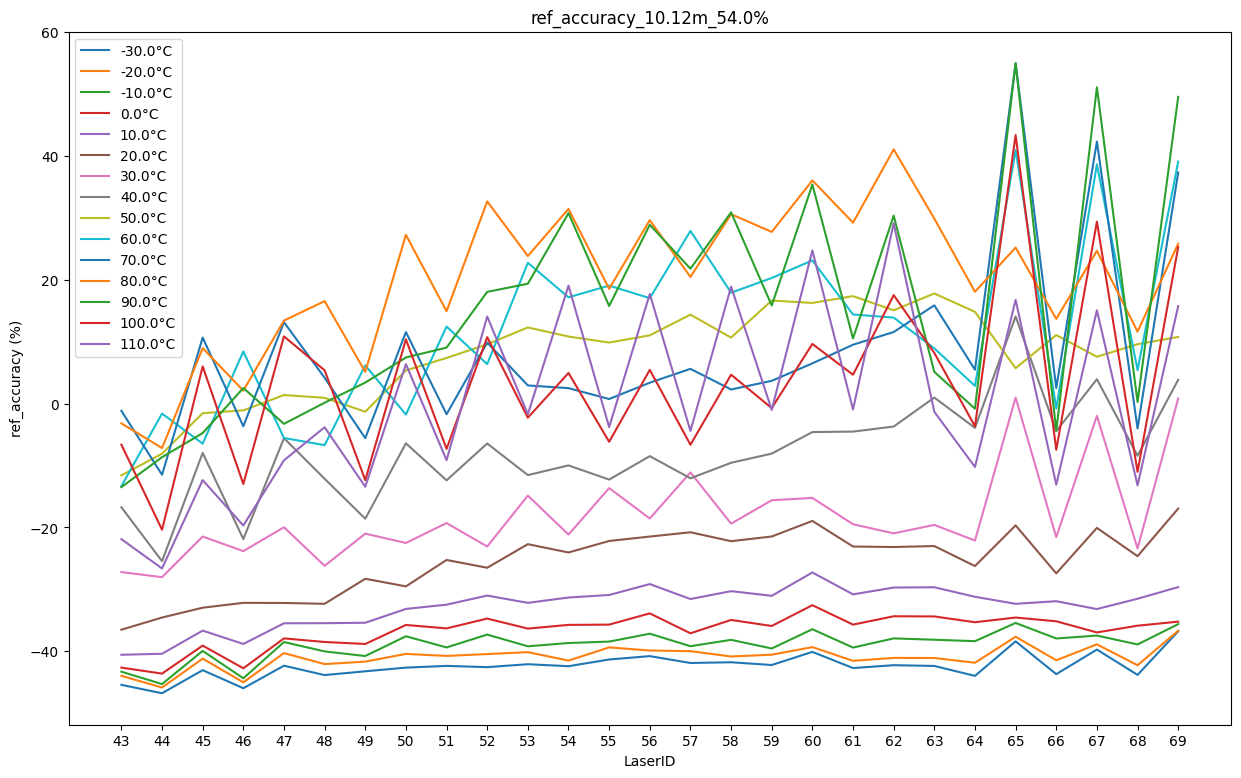 ref_accuracy_10.12m_54.0%
60
40
20
0
−20
−40
ref_accuracy (%)
-30.0°C
-20.0°C
-10.0°C
0.0°C
10.0°C
20.0°C
30.0°C
40.0°C
50.0°C
60.0°C
70.0°C
80.0°C
90.0°C
100.0°C
110.0°C
43 44 45 46 47 48 49 50 51 52 53 54 55 56 57 58 59 60 61 62 63 64 65 66 67 68 69
LaserID